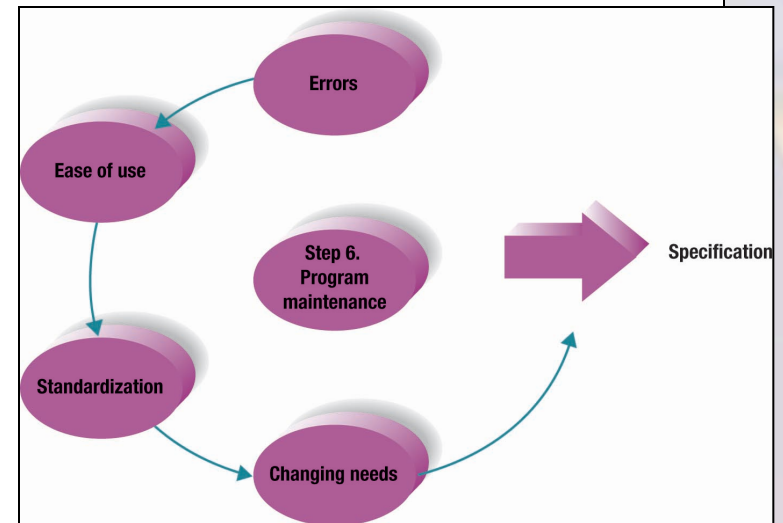 Errors
Ease of use
Step 6.
Program
maintenance
Specification
Standardization
Changing needs